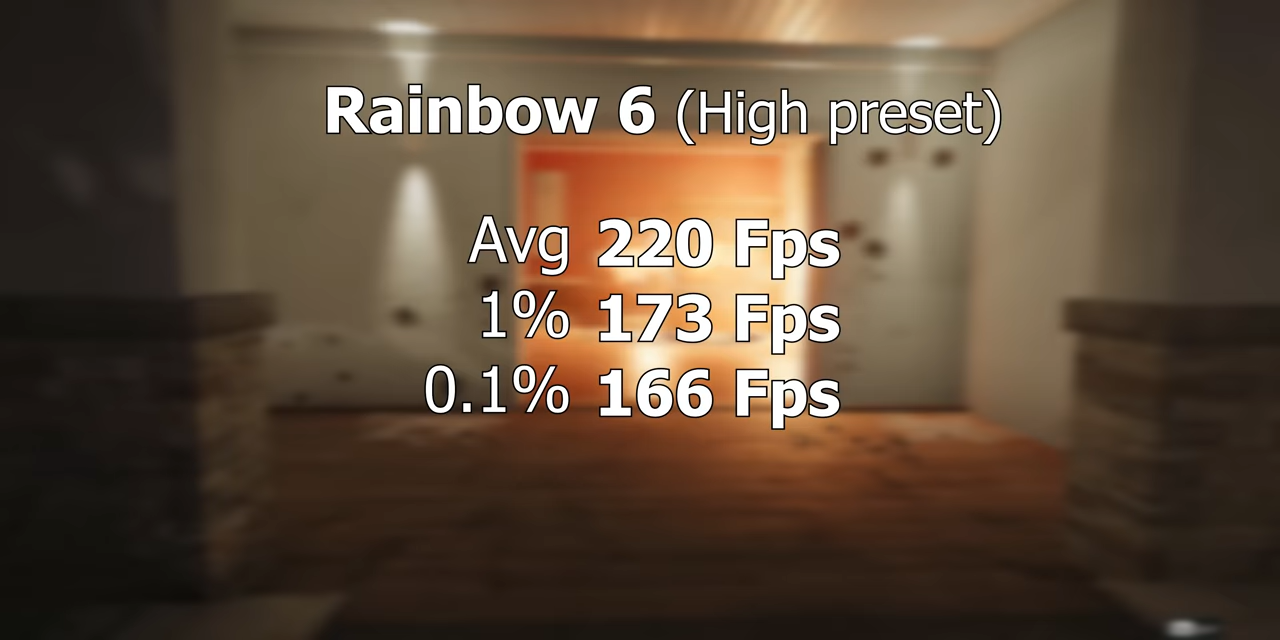 Rainbow 6 (High preset)
Avg 220 Fps
1% 173 Fps
0.1% 166 Fps